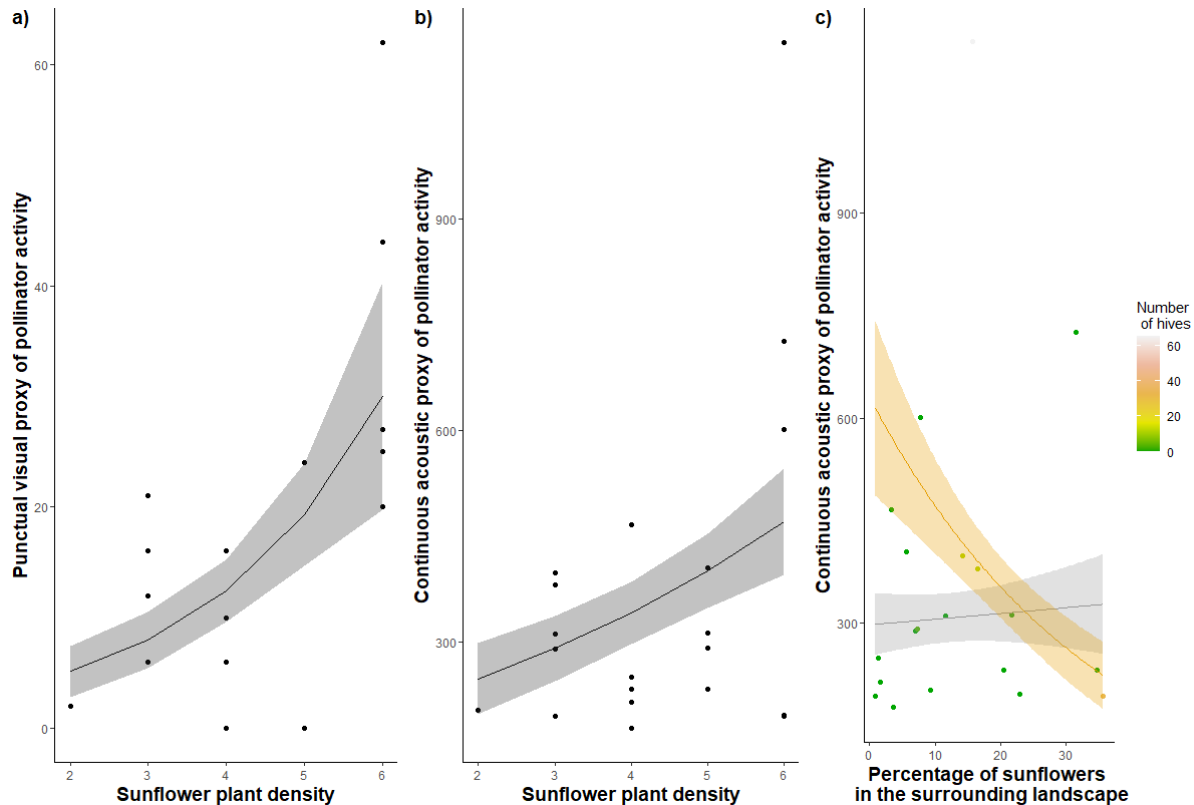 a)
Punctual visual proxy of pollinator activity
60
40
20
0
2
3
4
5
6
Sunflower plant density
b)
Continuous acoustic proxy of pollinator activity
900
600
300
2
3
4
5
6
Sunflower plant density
c)
Continuous acoustic proxy of pollinator activity
900
600
300
0
10
20
30
Percentage of sunflowers
in the surrounding landscape
Number
of hives
60
40
20
0